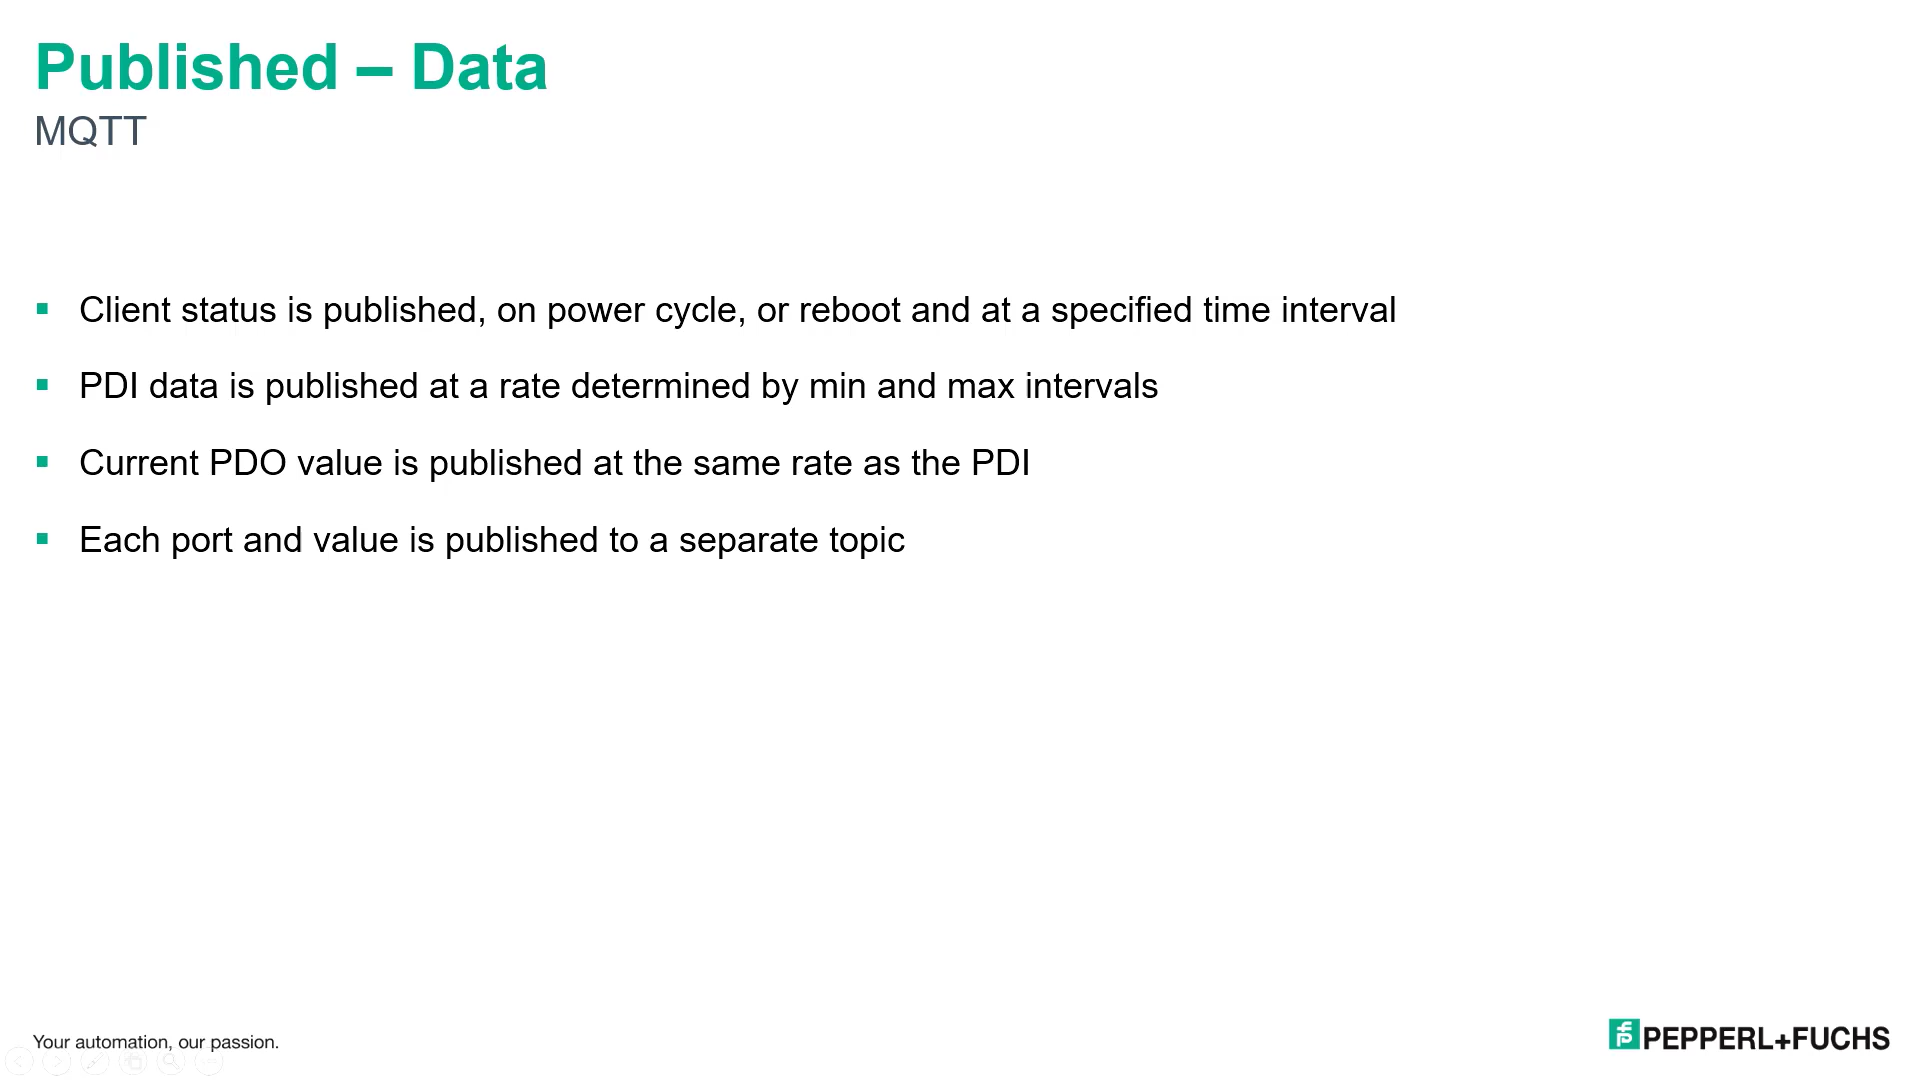 Published – Data
MQTT
▪ Client status is published, on power cycle, or reboot and at a specified time interval
▪ PDI data is published at a rate determined by min and max intervals
▪ Current PDO value is published at the same rate as the PDI
▪ Each port and value is published to a separate topic
Your automation, our passion.
PEPPERL+FUCHS